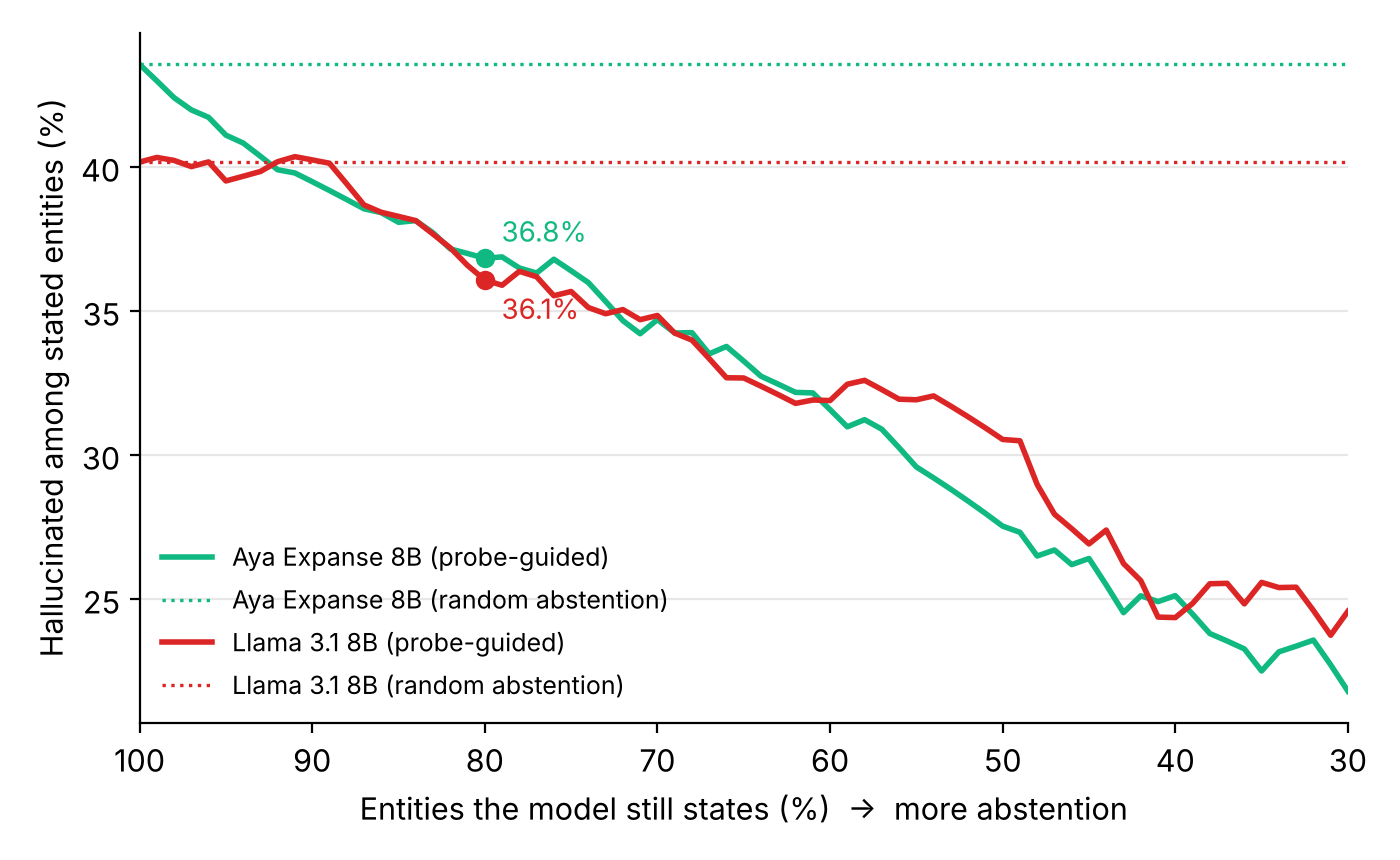 Hallucinated among stated entities (%)
40
35
30
25
36.8%
36.1%
Aya Expanse 8B (probe-guided)
Aya Expanse 8B (random abstention)
Llama 3.1 8B (probe-guided)
Llama 3.1 8B (random abstention)
100 90 80 70 60 50 40 30
Entities the model still states (%) → more abstention